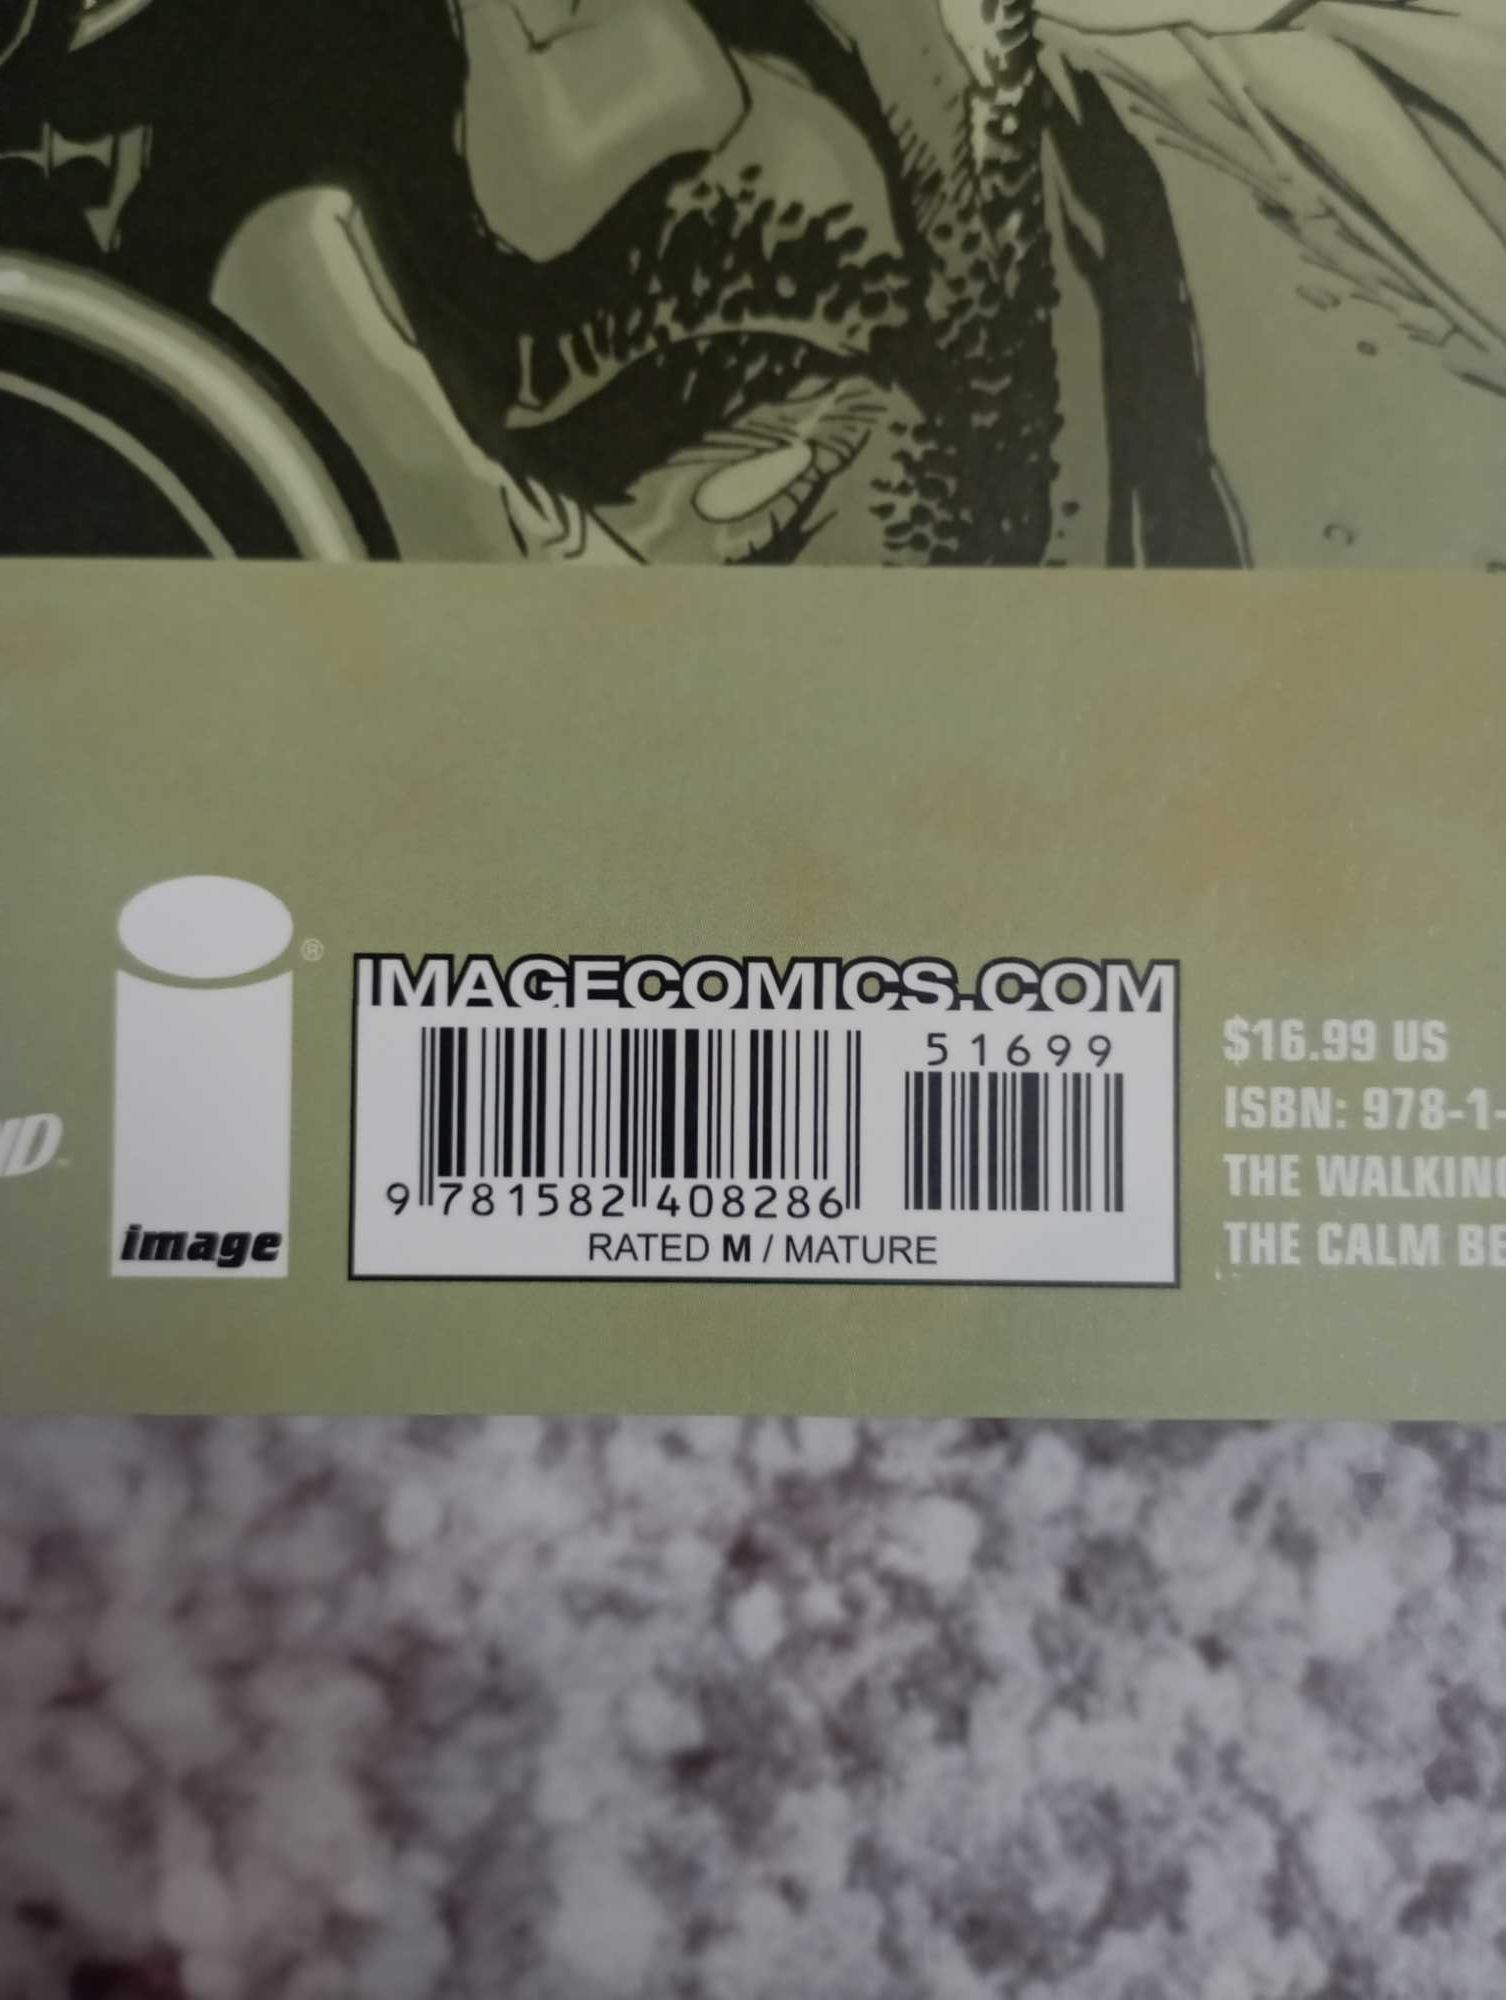 ND™
®
image
IMAGECOMICS.COM
51699
9 781582 408286
RATED M / MATURE
$16.99 US
ISBN: 978-1-
THE WALKING
THE CALM BE